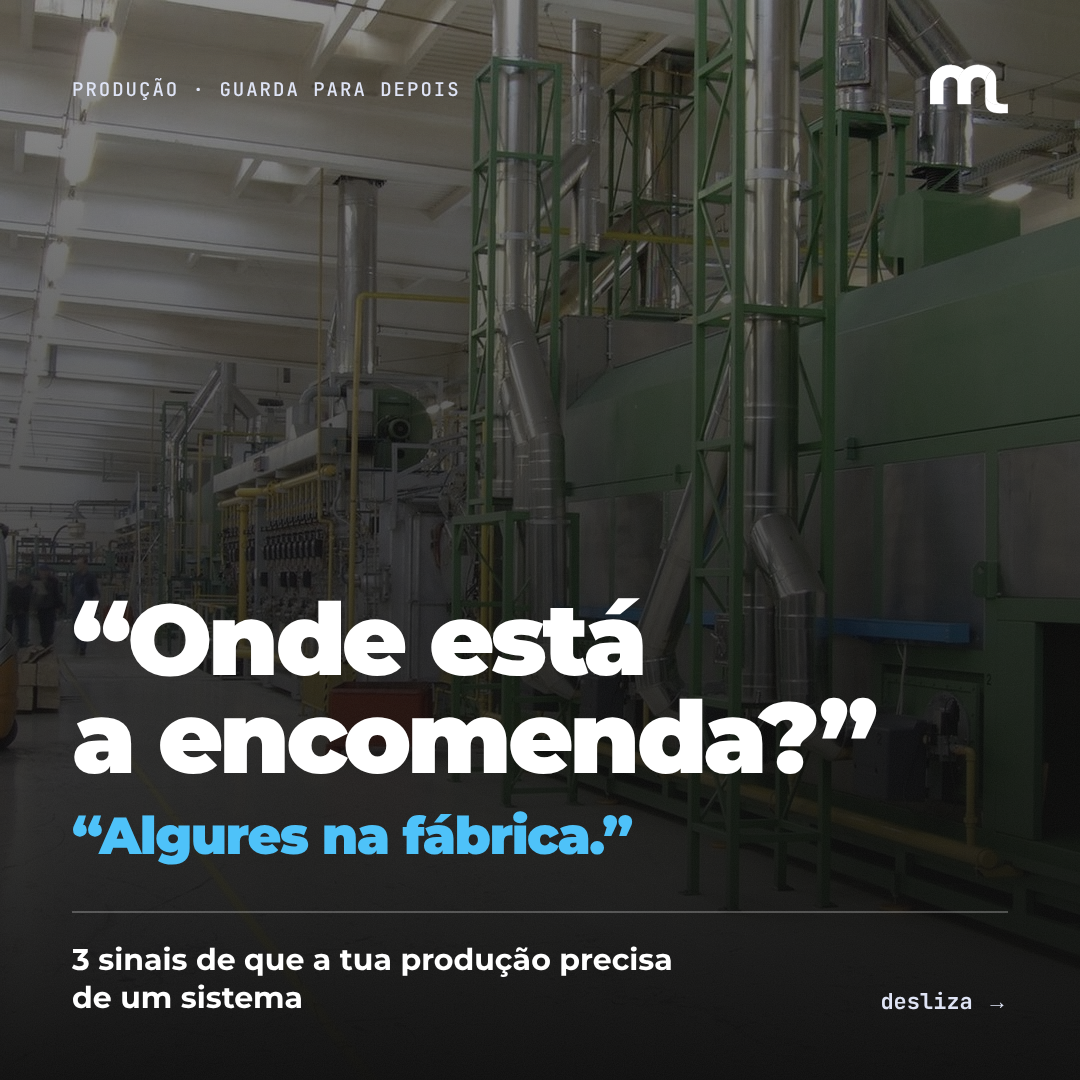 PRODUÇÃO · GUARDA PARA DEPOIS
“Onde está
a encomenda?”
“Algures na fábrica.”
3 sinais de que a tua produção precisa
de um sistema
desliza →